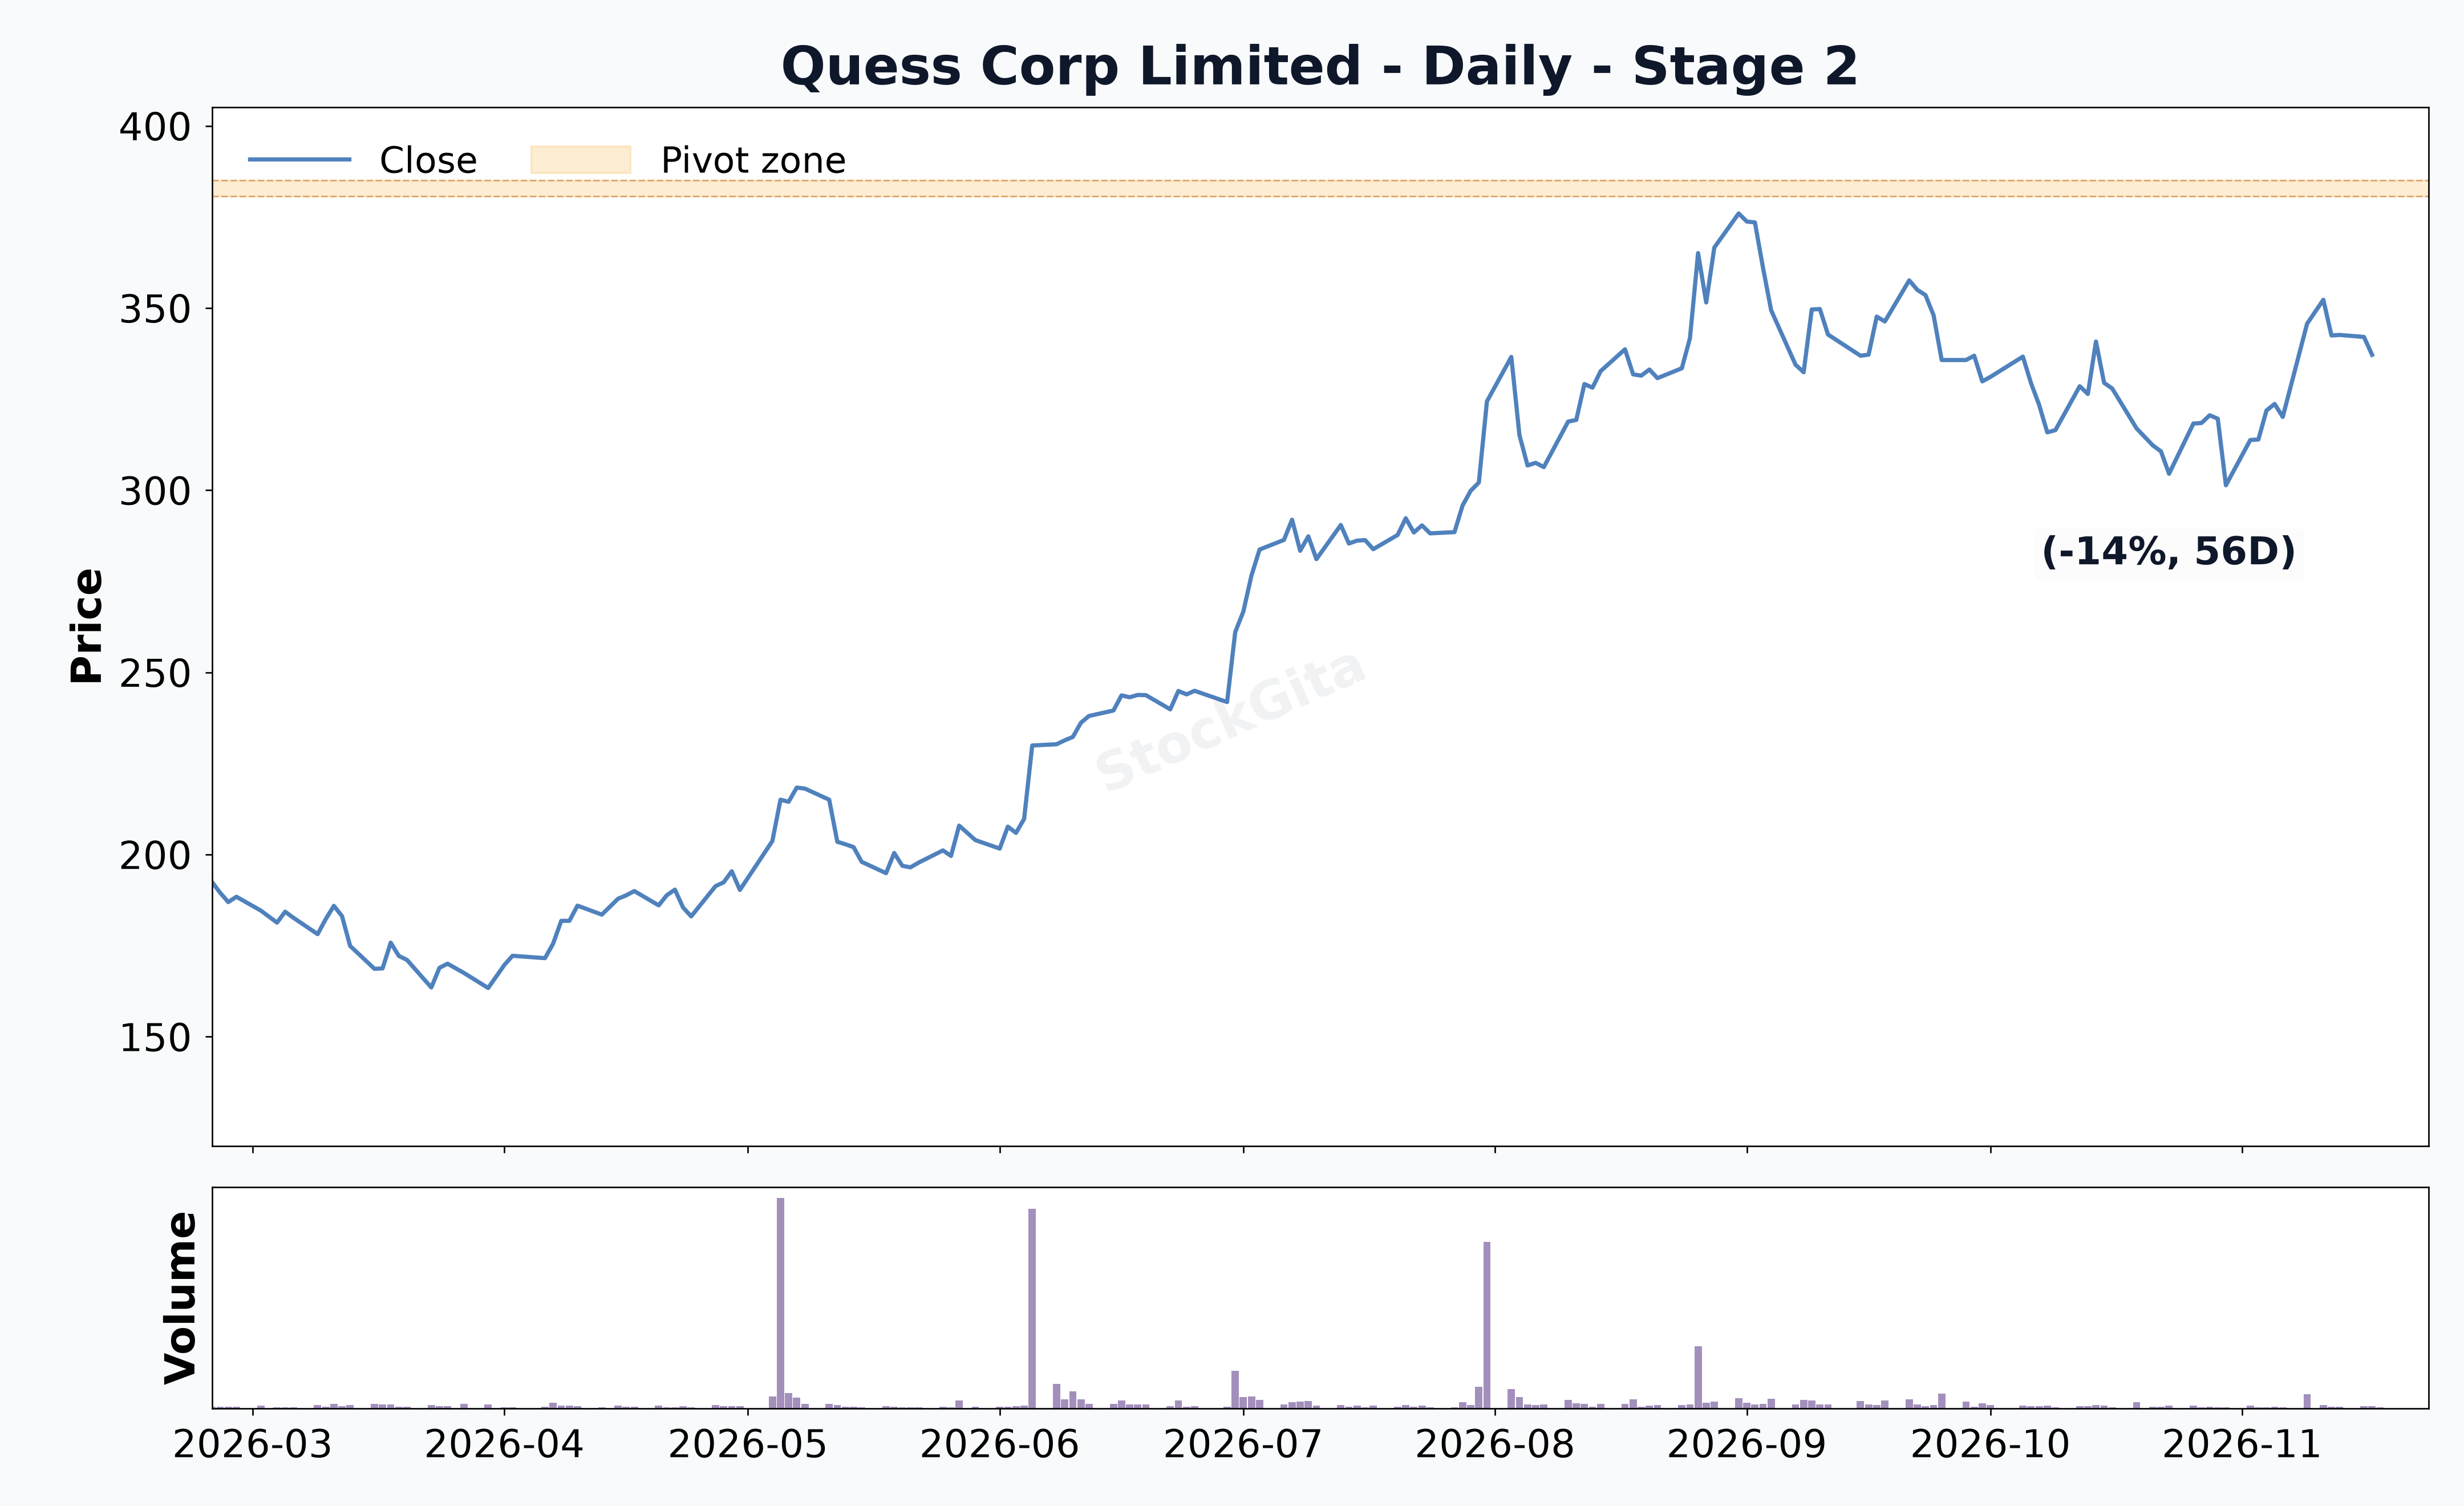 Quess Corp Limited - Daily - Stage 2
Close
Pivot zone
400
350
300
250
200
150
Price
(-14%, 56D)
StockGita
Volume
2026-03
2026-04
2026-05
2026-06
2026-07
2026-08
2026-09
2026-10
2026-11